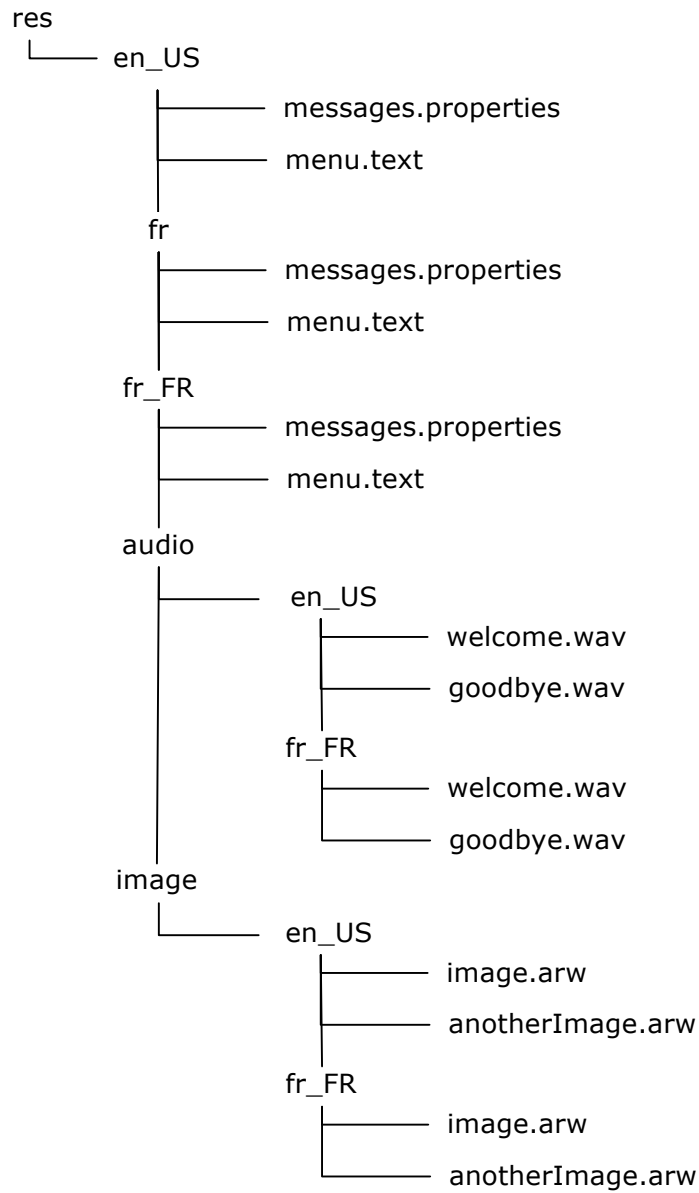 res
en_US
messages.properties
menu.text
fr
messages.properties
menu.text
fr_FR
messages.properties
menu.text
audio
en_US
welcome.wav
goodbye.wav
fr_FR
welcome.wav
goodbye.wav
image
en_US
image.arw
anotherImage.arw
fr_FR
image.arw
anotherImage.arw